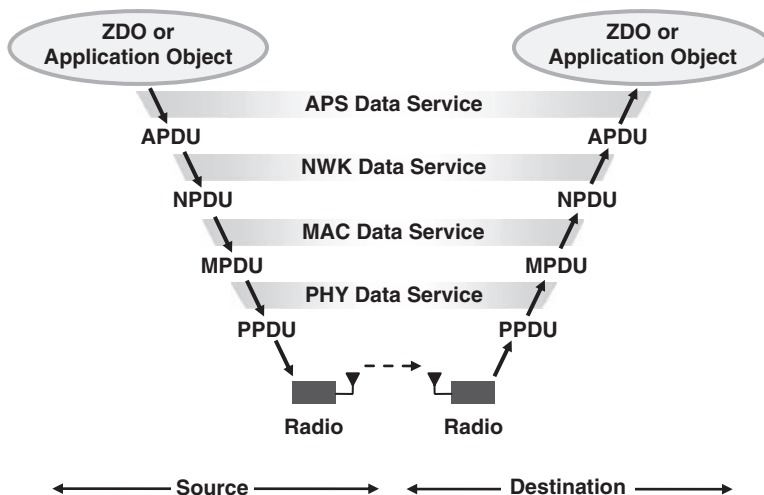 ZDO or
Application Object
ZDO or
Application Object
APS Data Service
APDU
APDU
NWK Data Service
NPDU
NPDU
MAC Data Service
MPDU
MPDU
PHY Data Service
PPDU
PPDU
Radio
Radio
Source
Destination